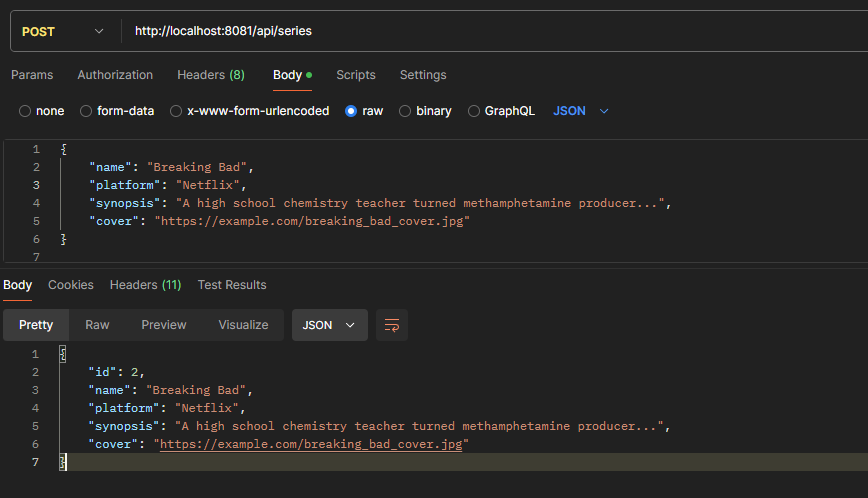 POST http://localhost:8081/api/series
Params Authorization Headers (8) Body Scripts Settings
none form-data x-www-form-urlencoded raw binary GraphQL JSON
1 {
2 "name": "Breaking Bad",
3 "platform": "Netflix",
4 "synopsis": "A high school chemistry teacher turned methamphetamine producer...",
5 "cover": "https://example.com/breaking_bad_cover.jpg"
6 }
7
Body Cookies Headers (11) Test Results
Pretty Raw Preview Visualize JSON
1 {
2 "id": 2,
3 "name": "Breaking Bad",
4 "platform": "Netflix",
5 "synopsis": "A high school chemistry teacher turned methamphetamine producer...",
6 "cover": "https://example.com/breaking_bad_cover.jpg"
7 }